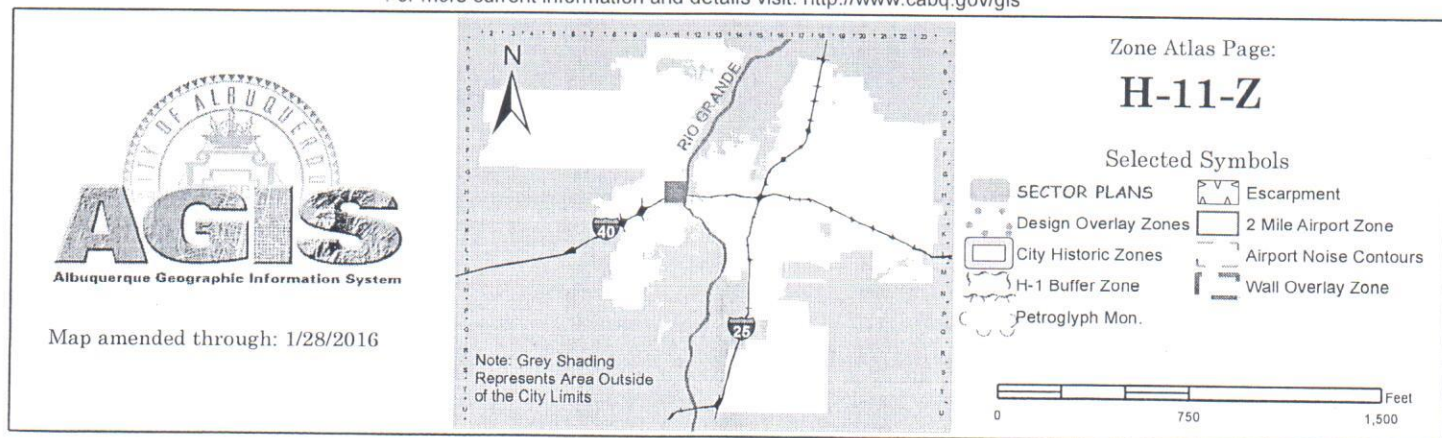 For more current information and details visit: http://www.cabq.gov/gis
CITY OF ALBUQUERQUE
AGIS
Albuquerque Geographic Information System
Map amended through: 1/28/2016
N
RIO GRANDE
40
25
Note: Grey Shading
Represents Area Outside
of the City Limits
Zone Atlas Page:
H-11-Z
Selected Symbols
SECTOR PLANS
Design Overlay Zones
City Historic Zones
H-1 Buffer Zone
Petroglyph Mon.
Escarpment
2 Mile Airport Zone
Airport Noise Contours
Wall Overlay Zone
Feet
0 750 1,500